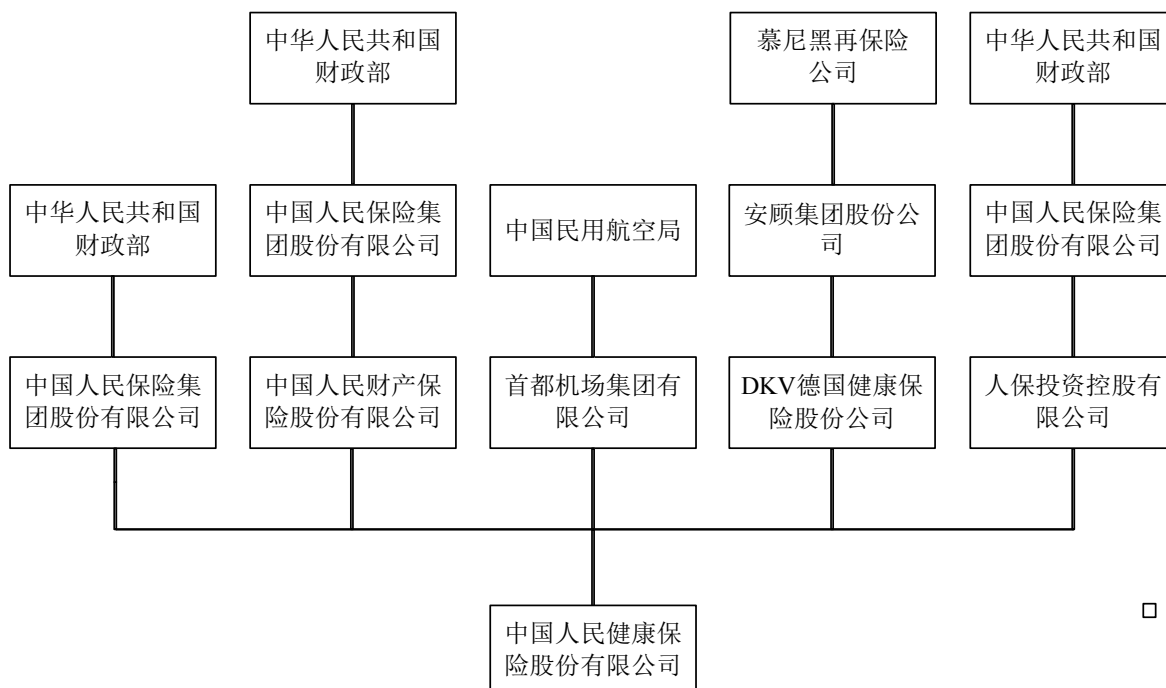 中华人民共和国
财政部
慕尼黑再保险
公司
中华人民共和国
财政部
中华人民共和国
财政部
中国人民保险集
团股份有限公司
中国民用航空局
安顾集团股份公
司
中国人民保险集
团股份有限公司
中国人民保险集
团股份有限公司
中国人民财产保
险股份有限公司
首都机场集团有
限公司
DKV德国健康保
险股份公司
人保投资控股有
限公司
中国人民健康保
险股份有限公司